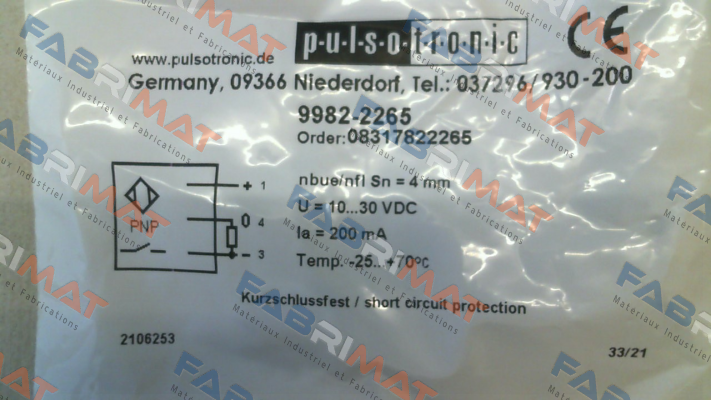 p·u·l·s·o·t·r·o·n·i·c CE
www.pulsotronic.de
Germany, 09366 Niederdorf, Tel.: 037296/930-200
9982-2265
Order:08317822265
+ 1
PNP
0 4
- 3
nbue/nfl Sn = 4 mm
U = 10...30 VDC
Ia = 200 mA
Temp. -25..+70°C
Kurzschlussfest / short circuit protection
2106253
33/21
FABRIMAT
Materiaux Industriel et Fabrications